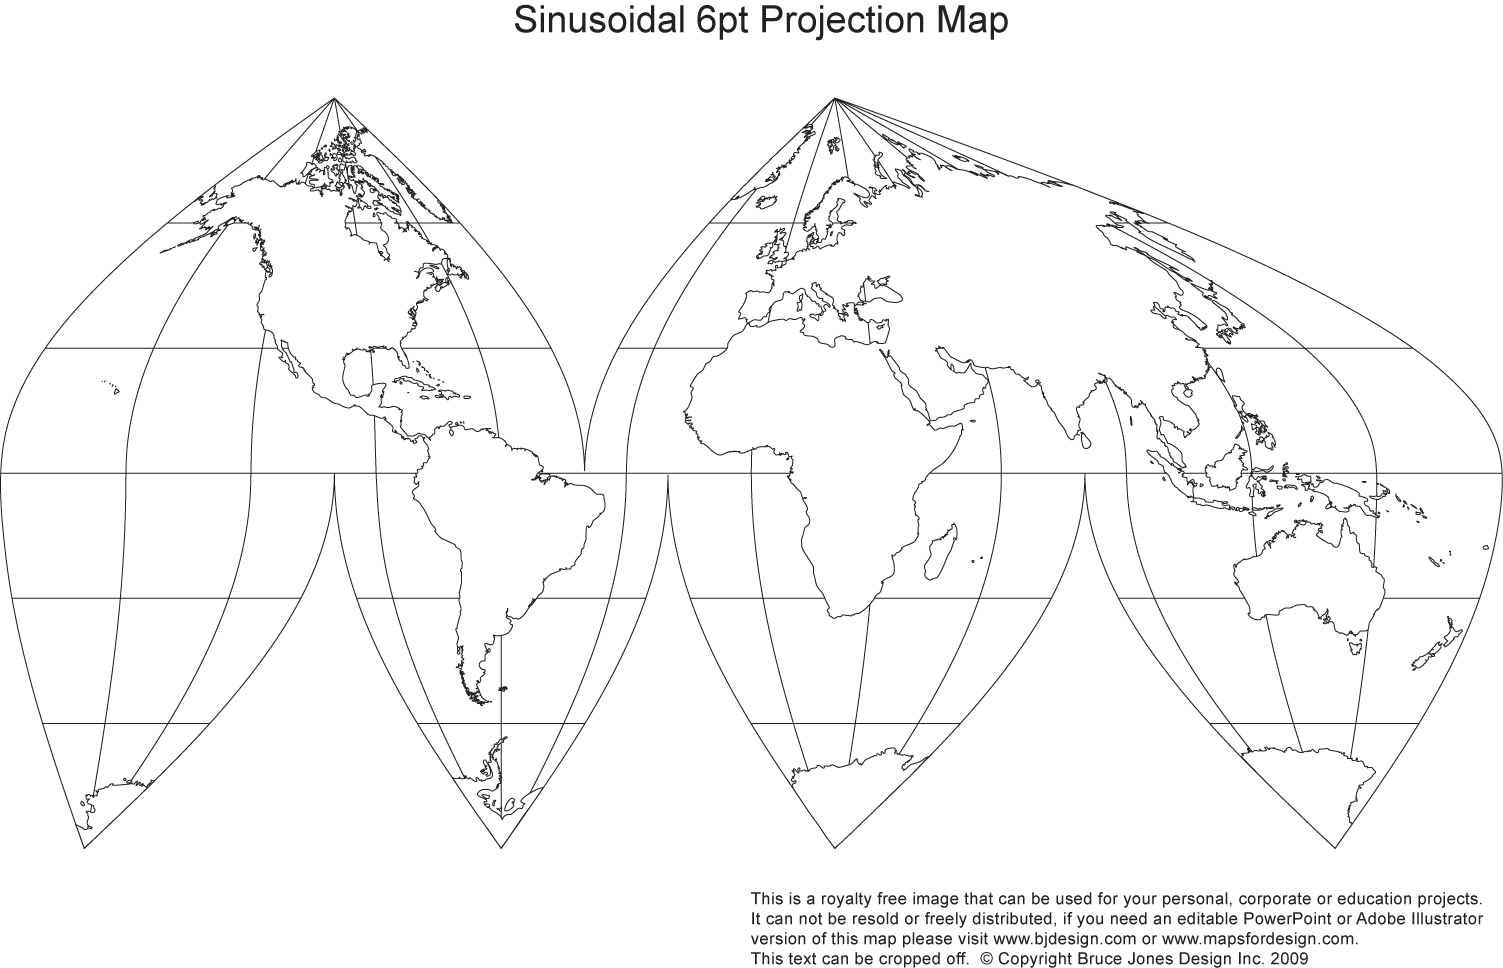 Sinusoidal 6pt Projection Map
This is a royalty free image that can be used for your personal, corporate or education projects.
It can not be resold or freely distributed, if you need an editable PowerPoint or Adobe Illustrator
version of this map please visit www.bjdesign.com or www.mapsfordesign.com.
This text can be cropped off. © Copyright Bruce Jones Design Inc. 2009